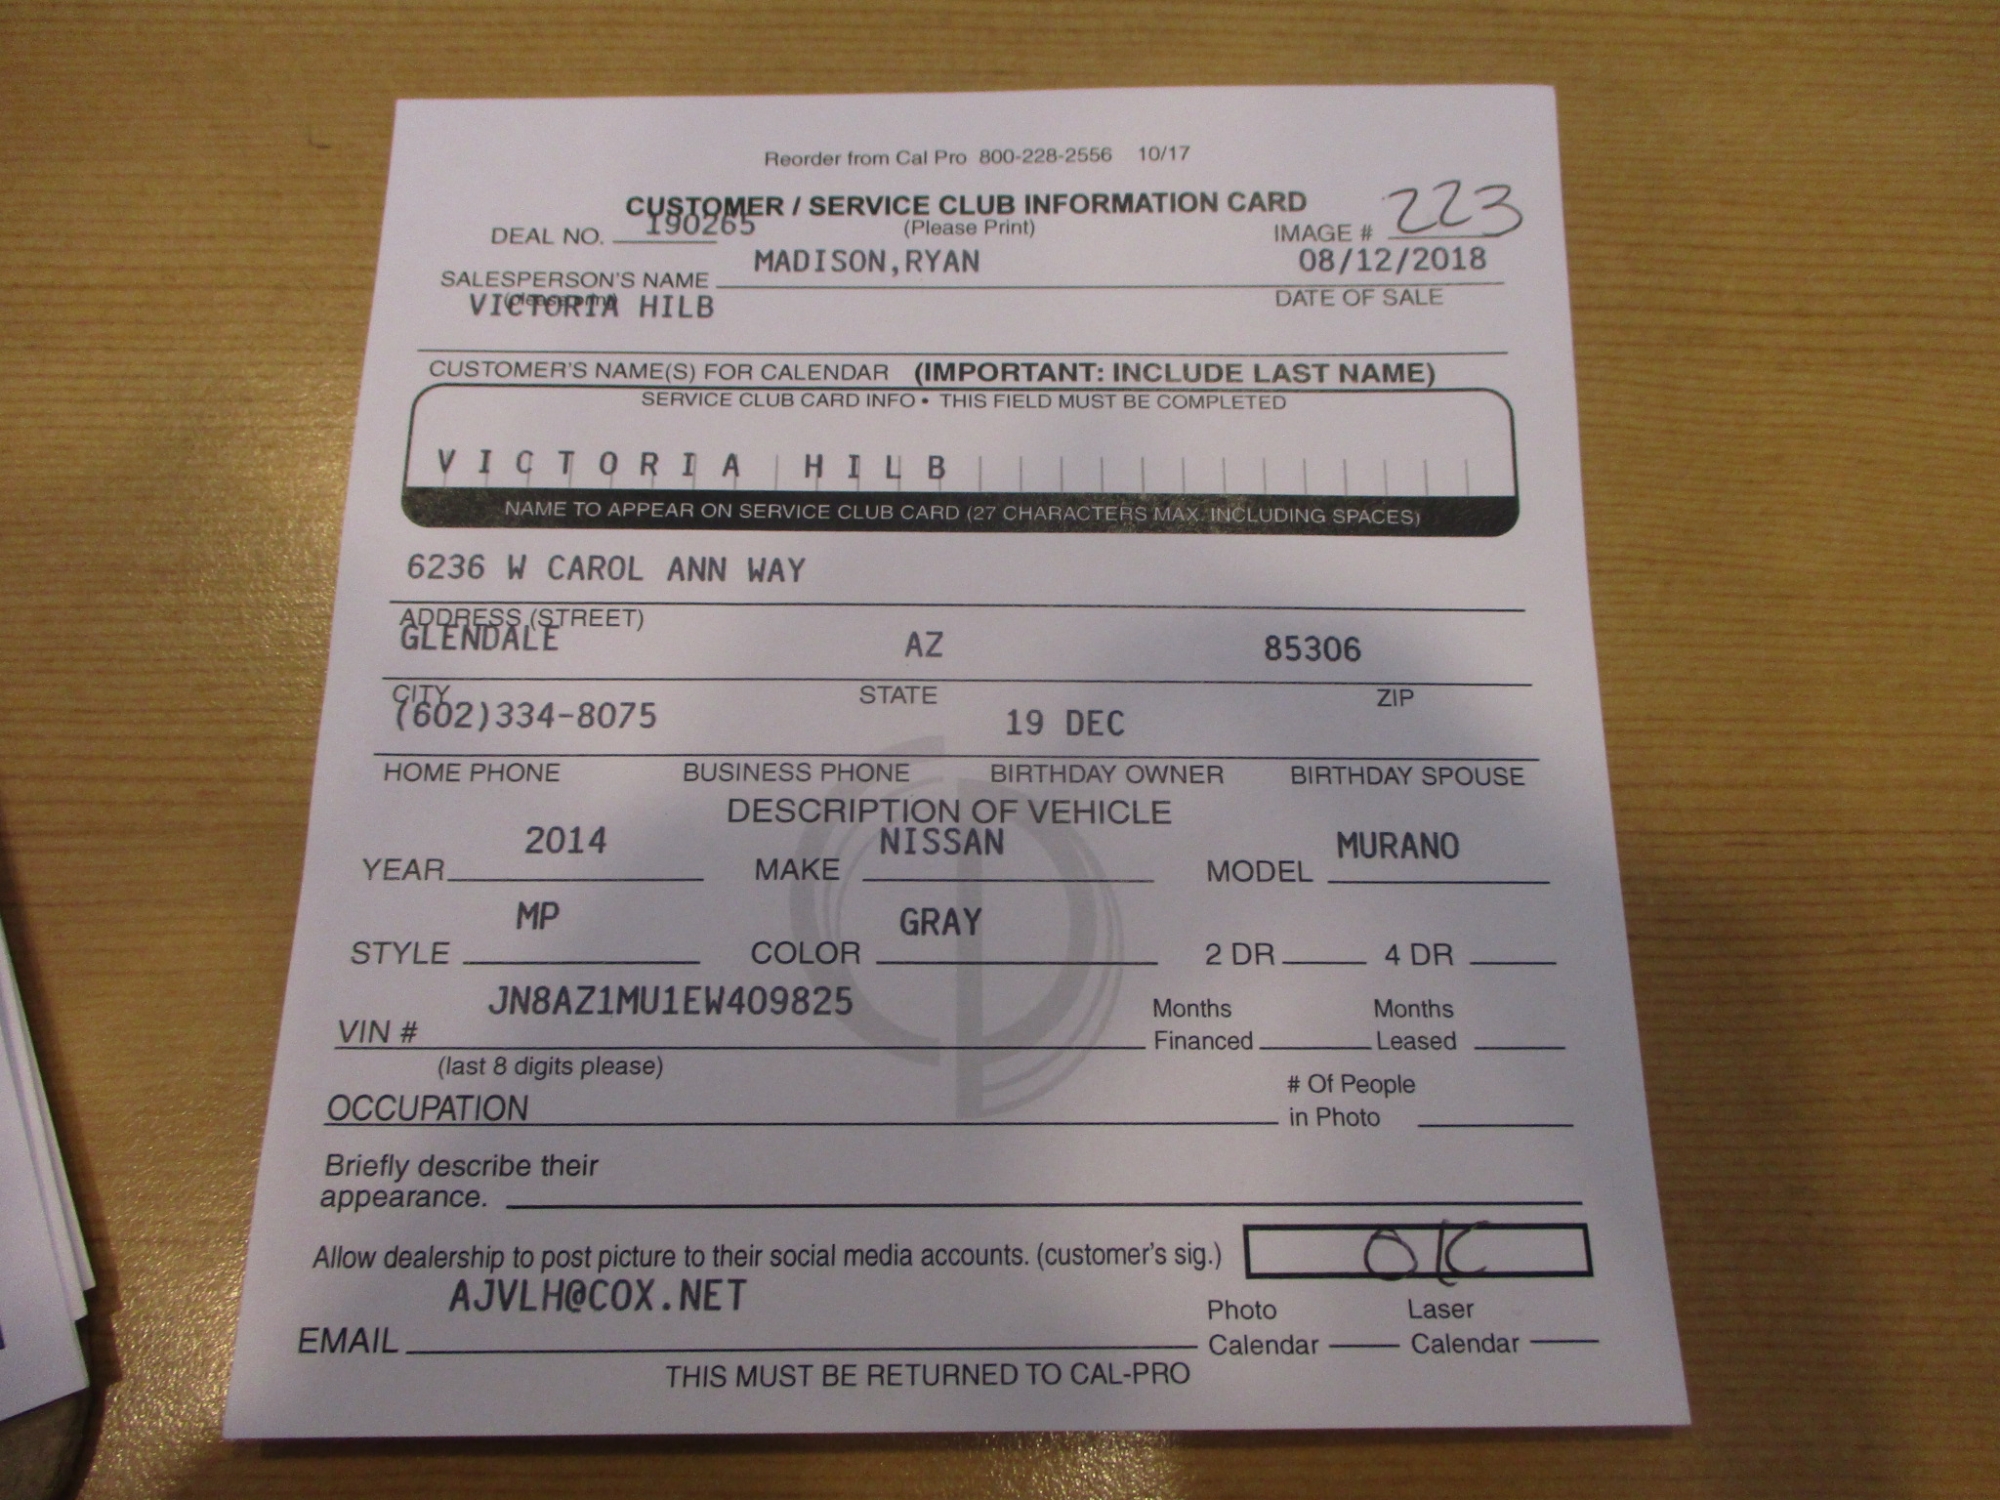 Reorder from Cal Pro 800-228-2556 10/17
CUSTOMER / SERVICE CLUB INFORMATION CARD
DEAL NO. 190265 (Please Print) IMAGE # 223
SALESPERSON'S NAME MADISON,RYAN 08/12/2018
(please print) DATE OF SALE
VICTORIA HILB
CUSTOMER'S NAME(S) FOR CALENDAR (IMPORTANT: INCLUDE LAST NAME)
SERVICE CLUB CARD INFO • THIS FIELD MUST BE COMPLETED
VICTORIA HILB
NAME TO APPEAR ON SERVICE CLUB CARD (27 CHARACTERS MAX. INCLUDING SPACES)
6236 W CAROL ANN WAY
ADDRESS (STREET)
GLENDALE AZ 85306
CITY STATE ZIP
(602)334-8075 19 DEC
HOME PHONE BUSINESS PHONE BIRTHDAY OWNER BIRTHDAY SPOUSE
DESCRIPTION OF VEHICLE
YEAR 2014 MAKE NISSAN MODEL MURANO
STYLE MP COLOR GRAY 2 DR 4 DR
VIN # JN8AZ1MU1EW409825 Months Financed Months Leased
(last 8 digits please)
OCCUPATION # Of People in Photo
Briefly describe their
appearance.
Allow dealership to post picture to their social media accounts. (customer's sig.) OK
EMAIL AJVLH@COX.NET Photo Calendar Laser Calendar
THIS MUST BE RETURNED TO CAL-PRO